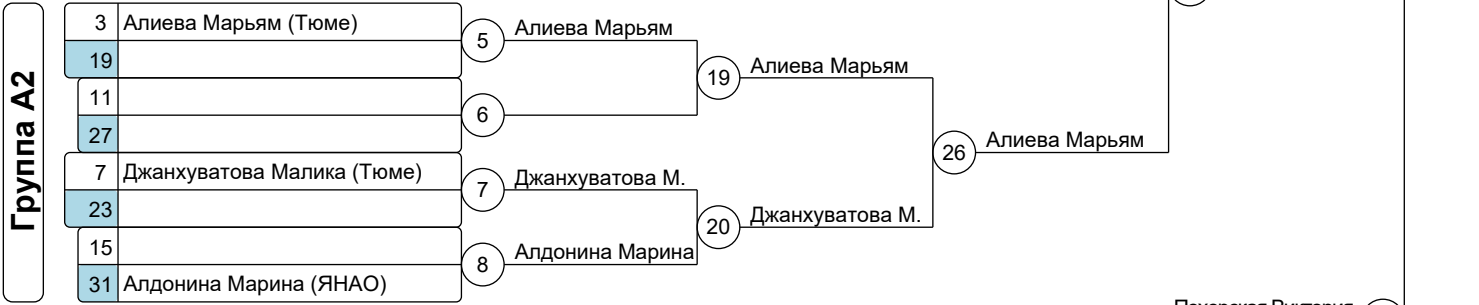 Группа А2
3 Алиева Марьям (Тюме)
19
11
27
7 Джанхуватова Малика (Тюме)
23
15
31 Алдонина Марина (ЯНАО)
5 Алиева Марьям
6
7 Джанхуватова М.
8 Алдонина Марина
19 Алиева Марьям
20 Джанхуватова М.
26 Алиева Марьям